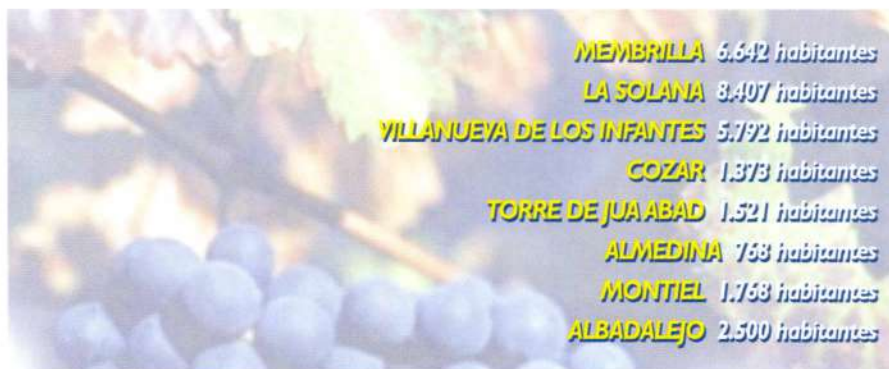 MEMBRILLA 6.642 habitantes
LA SOLANA 8.407 habitantes
VILLANUEVA DE LOS INFANTES 5.792 habitantes
COZAR 1.373 habitantes
TORRE DE JUA ABAD 1.521 habitantes
ALMEDINA 768 habitantes
MONTIEL 1.768 habitantes
ALBADALEJO 2.500 habitantes